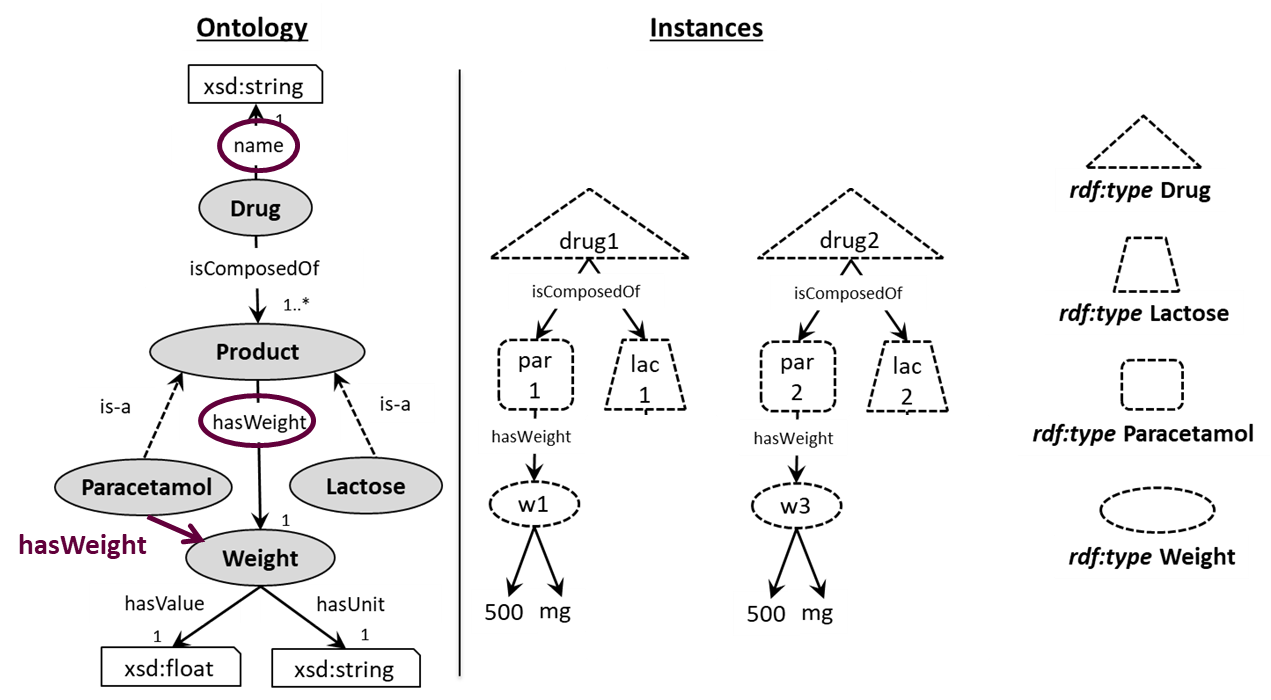 Ontology
xsd:string
1
name
Drug
isComposedOf
1..*
Product
is-a
is-a
hasWeight
Paracetamol
Lactose
hasWeight
1
Weight
hasValue
hasUnit
1
1
xsd:float
xsd:string
Instances
drug1
isComposedOf
par
1
lac
1
hasWeight
w1
500
mg
drug2
isComposedOf
par
2
lac
2
hasWeight
w3
500
mg
rdf:type Drug
rdf:type Lactose
rdf:type Paracetamol
rdf:type Weight